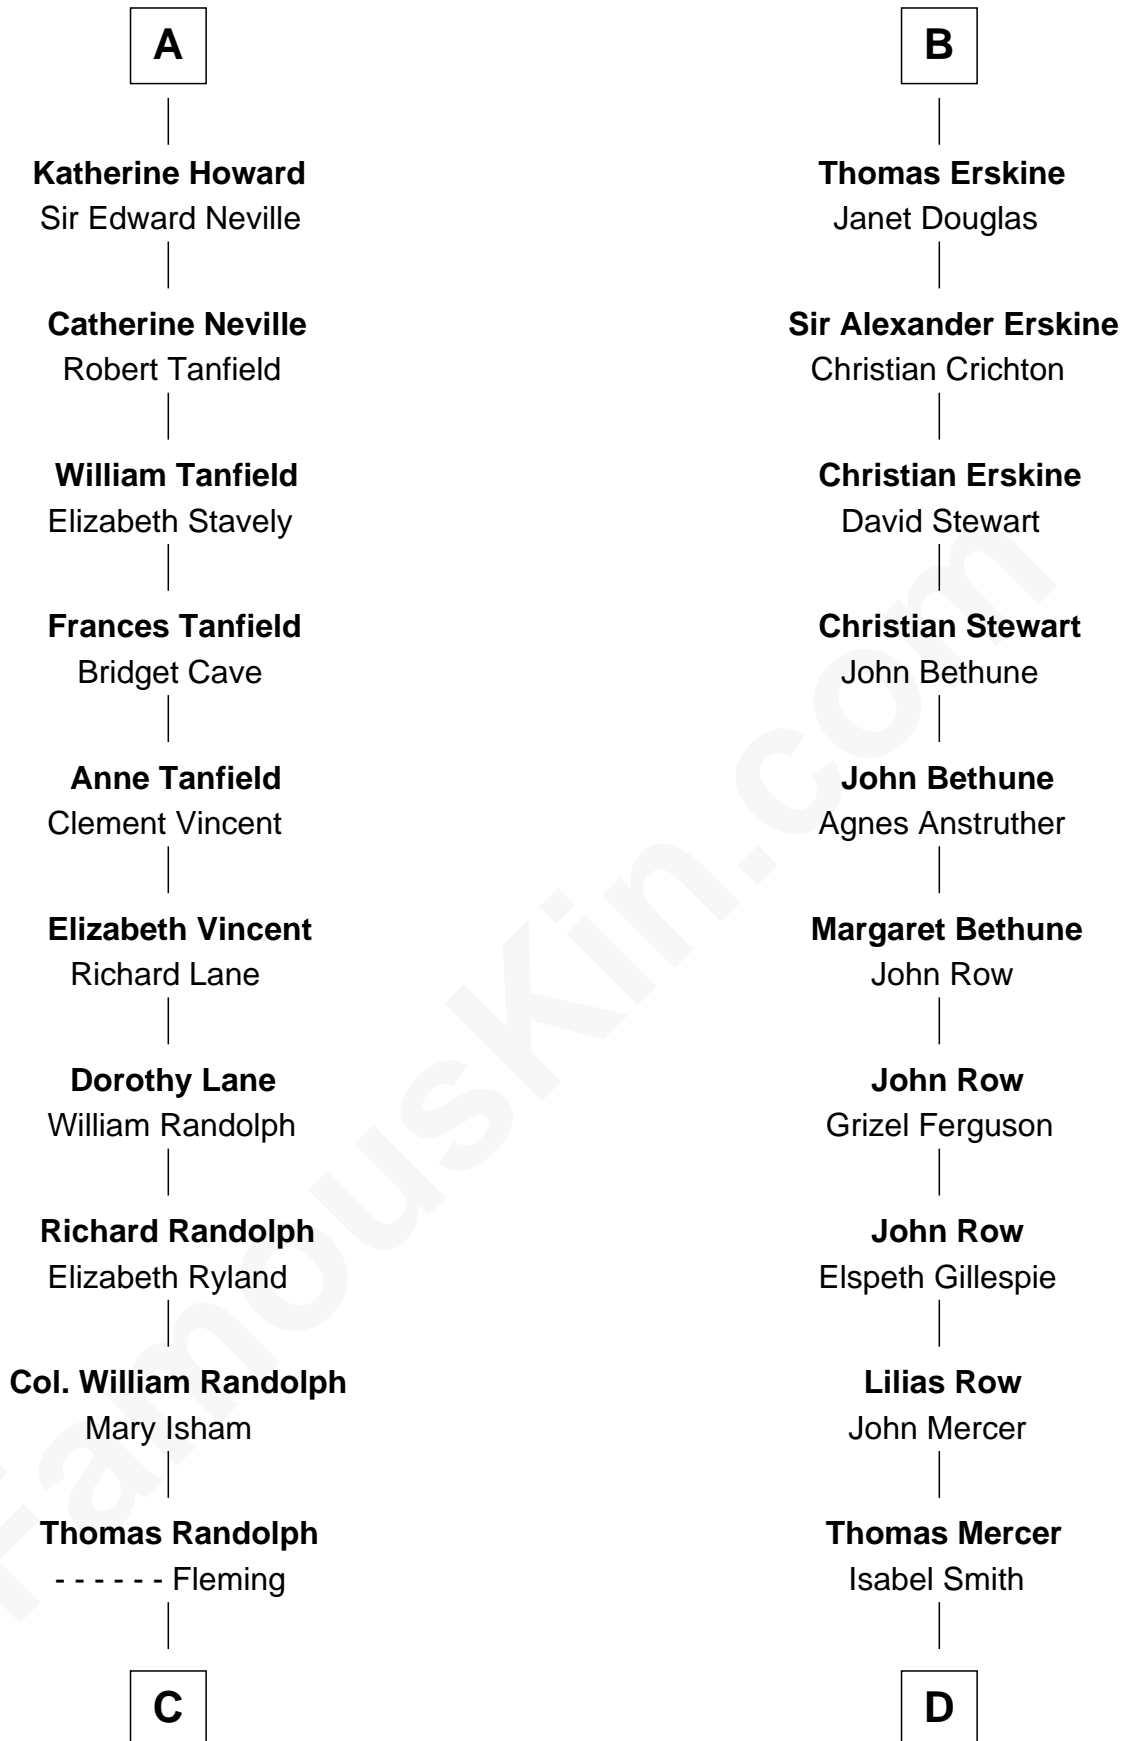 A
Katherine Howard
Sir Edward Neville
Catherine Neville
Robert Tanfield
William Tanfield
Elizabeth Stavely
Frances Tanfield
Bridget Cave
Anne Tanfield
Clement Vincent
Elizabeth Vincent
Richard Lane
Dorothy Lane
William Randolph
Richard Randolph
Elizabeth Ryland
Col. William Randolph
Mary Isham
Thomas Randolph
- - - - - - Fleming
C
B
Thomas Erskine
Janet Douglas
Sir Alexander Erskine
Christian Crichton
Christian Erskine
David Stewart
Christian Stewart
John Bethune
John Bethune
Agnes Anstruther
Margaret Bethune
John Row
John Row
Grizel Ferguson
John Row
Elspeth Gillespie
Lilias Row
John Mercer
Thomas Mercer
Isabel Smith
D
FamousKin.com